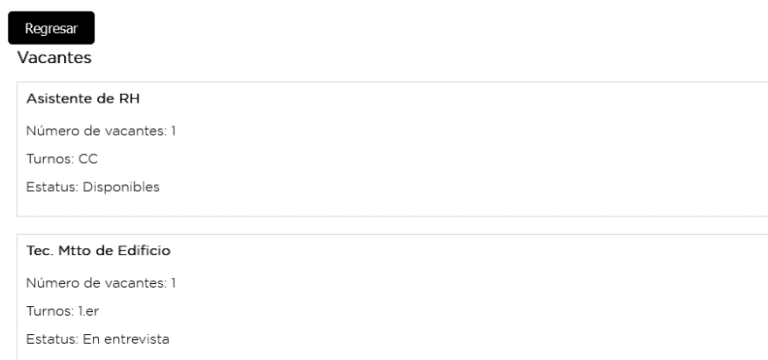 Regresar
Vacantes
Asistente de RH
Número de vacantes: 1
Turnos: CC
Estatus: Disponibles
Tec. Mtto de Edificio
Número de vacantes: 1
Turnos: 1.er
Estatus: En entrevista